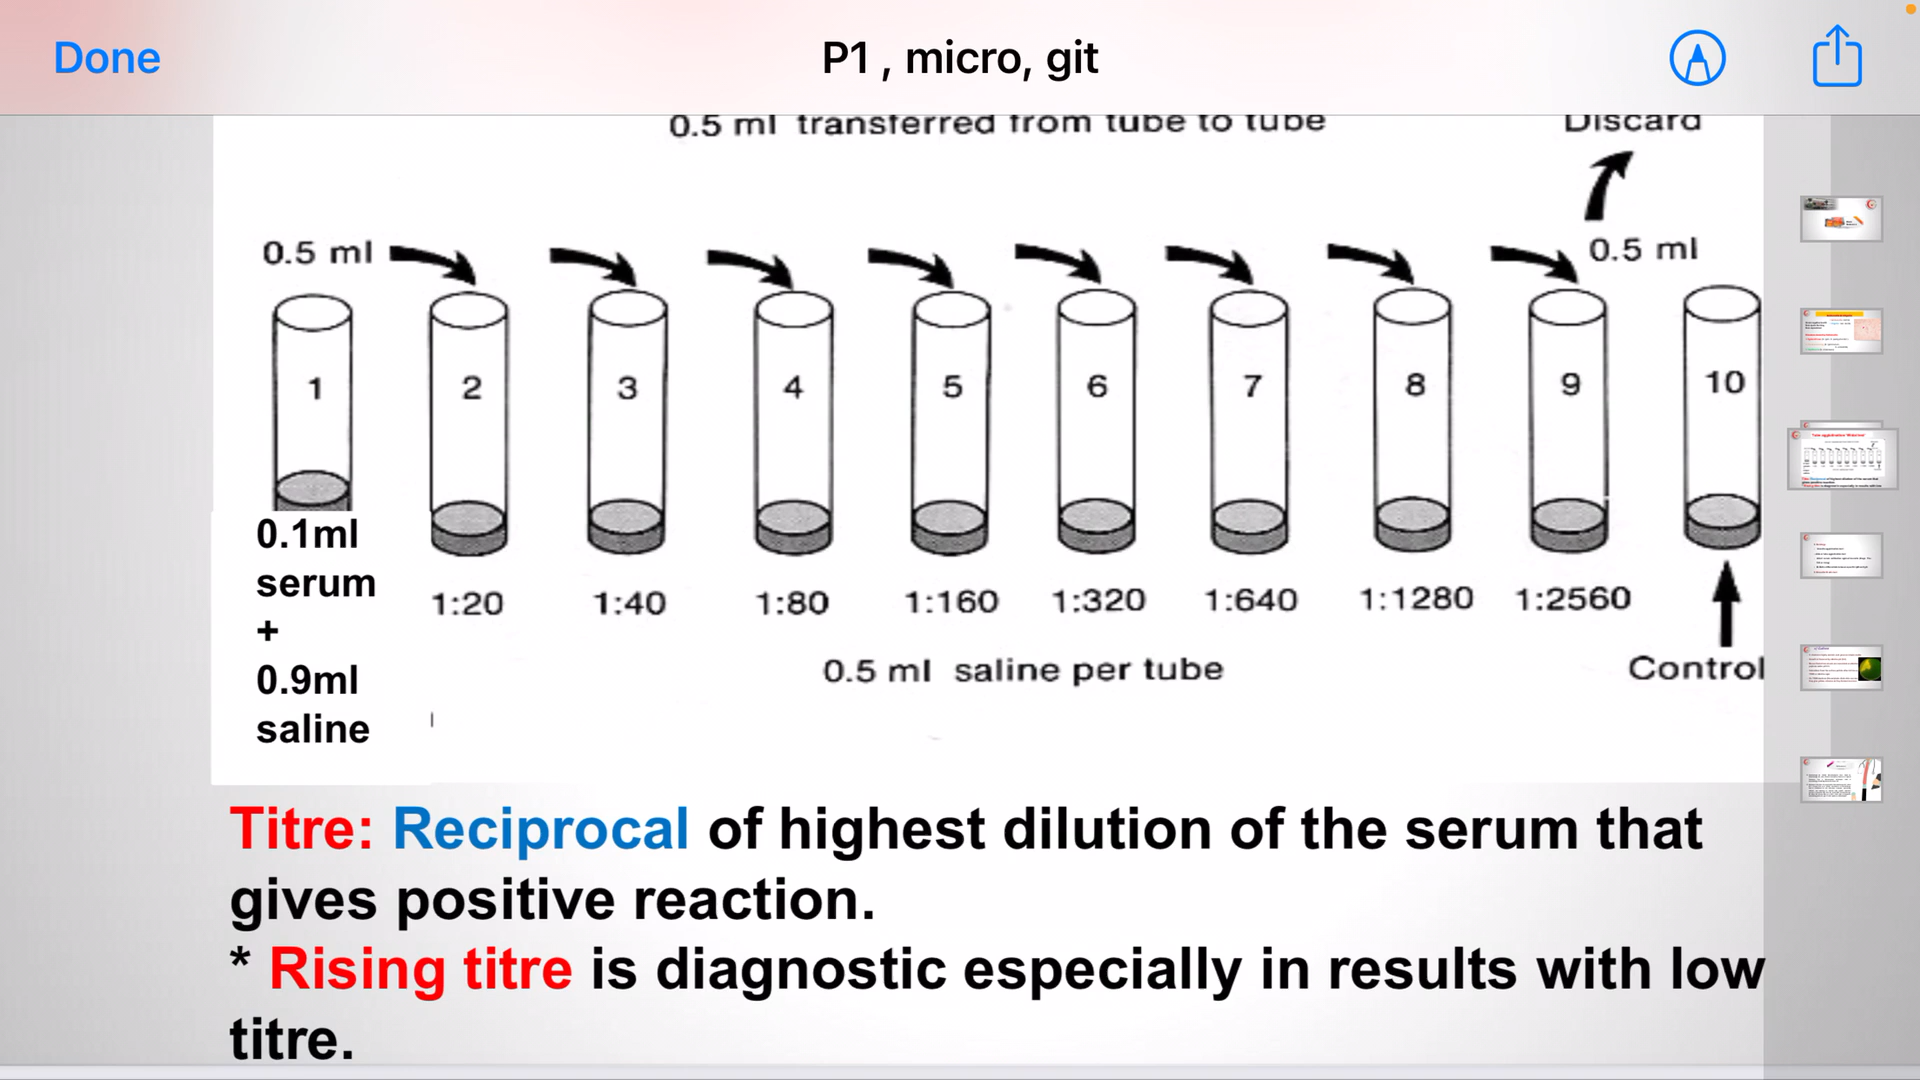 Done
P1 , micro, git
0.5 ml transferred from tube to tube
Discard
0.5 ml
0.5 ml
1
2
3
4
5
6
7
8
9
10
0.1ml
serum
+
0.9ml
saline
1:20
1:40
1:80
1:160
1:320
1:640
1:1280
1:2560
0.5 ml saline per tube
Control
Titre: Reciprocal of highest dilution of the serum that
gives positive reaction.
* Rising titre is diagnostic especially in results with low
titre.